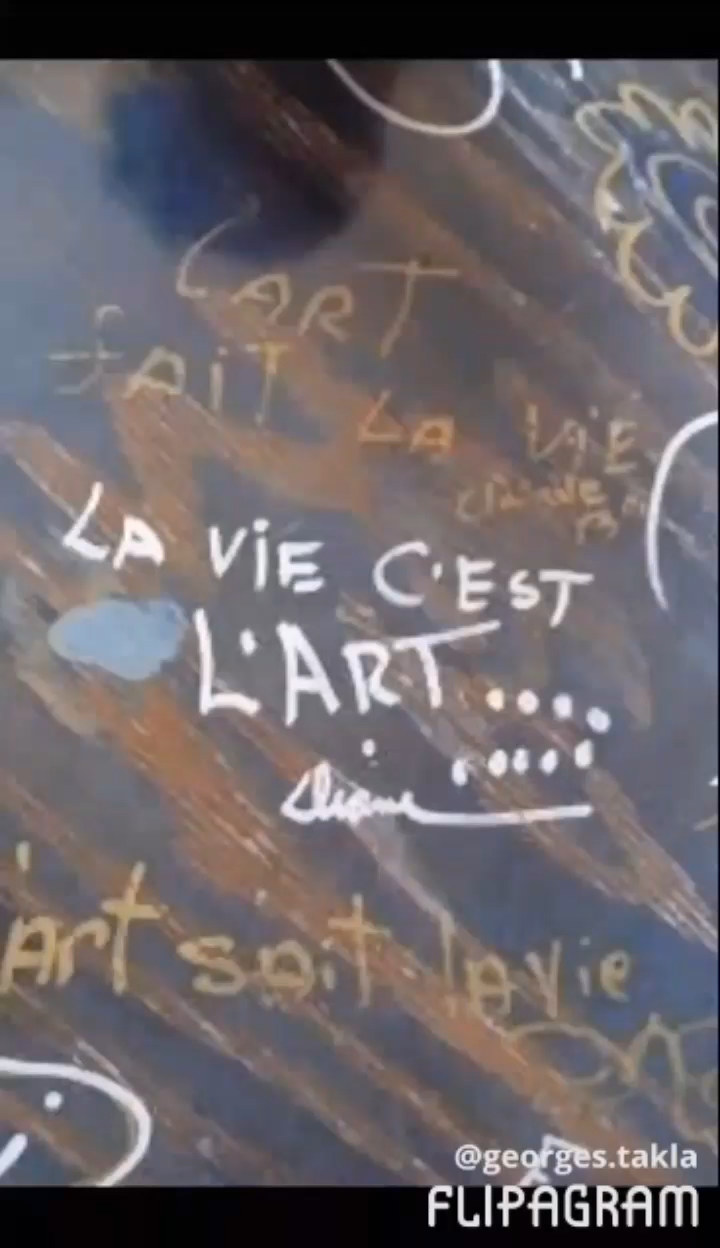 L'ART
fAiT LA ViE
LA ViE C'EST
L'ART.........
Art soit la vie
@georges.takla
FLIPAGRAM